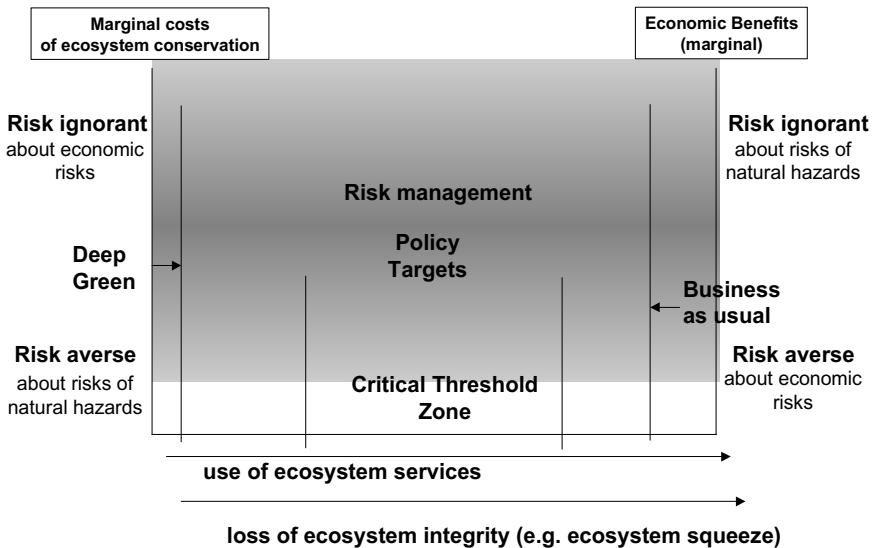 Marginal costs
of ecosystem conservation
Economic Benefits
(marginal)
Risk ignorant
about economic
risks
Risk ignorant
about risks of
natural hazards
Risk management
Policy
Targets
Deep
Green
Business
as usual
Risk averse
about risks of
natural hazards
Risk averse
about economic
risks
Critical Threshold
Zone
use of ecosystem services
loss of ecosystem integrity (e.g. ecosystem squeeze)